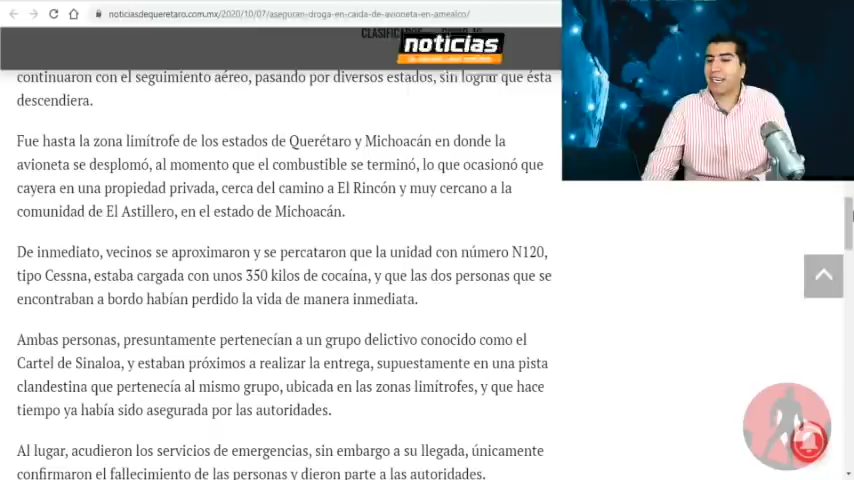 noticiasdequeretaro.com.mx/2020/10/07/aseguran-droga-en-caida-de-avioneta-en-amealco/
noticias
continuaron con el seguimiento aéreo, pasando por diversos estados, sin lograr que ésta
descendiera.
Fue hasta la zona limítrofe de los estados de Querétaro y Michoacán en donde la
avioneta se desplomó, al momento que el combustible se terminó, lo que ocasionó que
cayera en una propiedad privada, cerca del camino a El Rincón y muy cercano a la
comunidad de El Astillero, en el estado de Michoacán.
De inmediato, vecinos se aproximaron y se percataron que la unidad con número N120,
tipo Cessna, estaba cargada con unos 350 kilos de cocaína, y que las dos personas que se
encontraban a bordo habían perdido la vida de manera inmediata.
Ambas personas, presuntamente pertenecían a un grupo delictivo conocido como el
Cartel de Sinaloa, y estaban próximos a realizar la entrega, supuestamente en una pista
clandestina que pertenecía al mismo grupo, ubicada en las zonas limítrofes, y que hace
tiempo ya había sido asegurada por las autoridades.
Al lugar, acudieron los servicios de emergencias, sin embargo a su llegada, únicamente
confirmaron el fallecimiento de las personas y dieron parte a las autoridades.